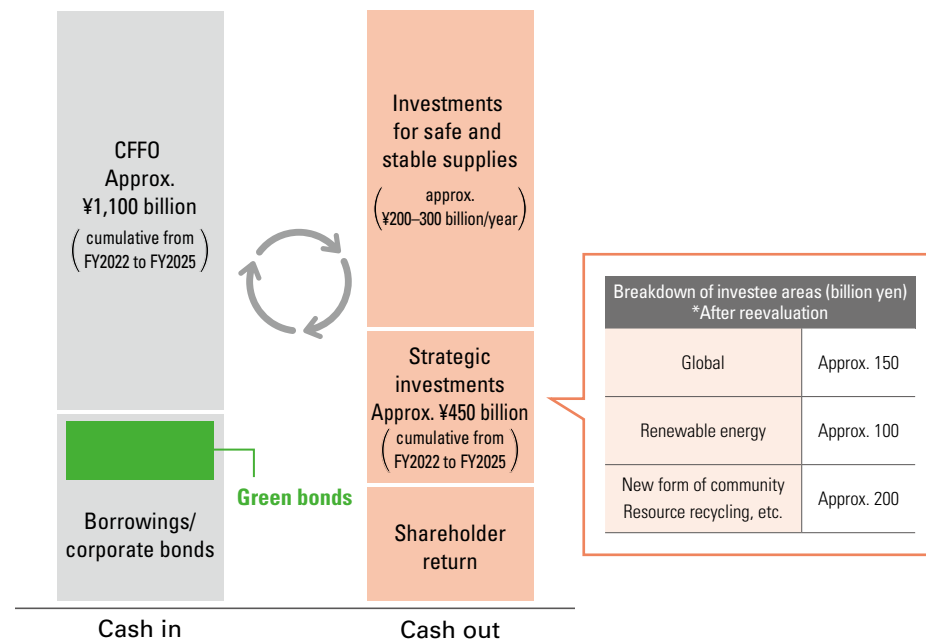 CFFO
Approx.
¥1,100 billion
(cumulative from
FY2022 to FY2025)
Green bonds
Borrowings/
corporate bonds
Cash in
Investments
for safe and
stable supplies
(approx.
¥200–300 billion/year)
Strategic
investments
Approx. ¥450 billion
(cumulative from
FY2022 to FY2025)
Shareholder
return
Cash out
Breakdown of investee areas (billion yen)
*After reevaluation
Global Approx. 150
Renewable energy Approx. 100
New form of community
Resource recycling, etc. Approx. 200